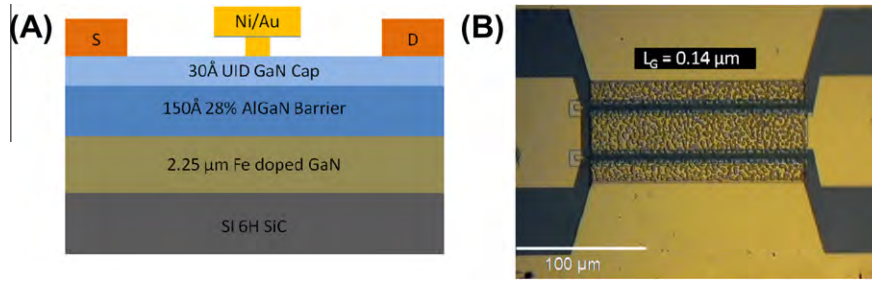 (A)
Ni/Au
S
D
30Å UID GaN Cap
150Å 28% AlGaN Barrier
2.25 µm Fe doped GaN
SI 6H SiC
(B)
L_G = 0.14 µm
100 µm